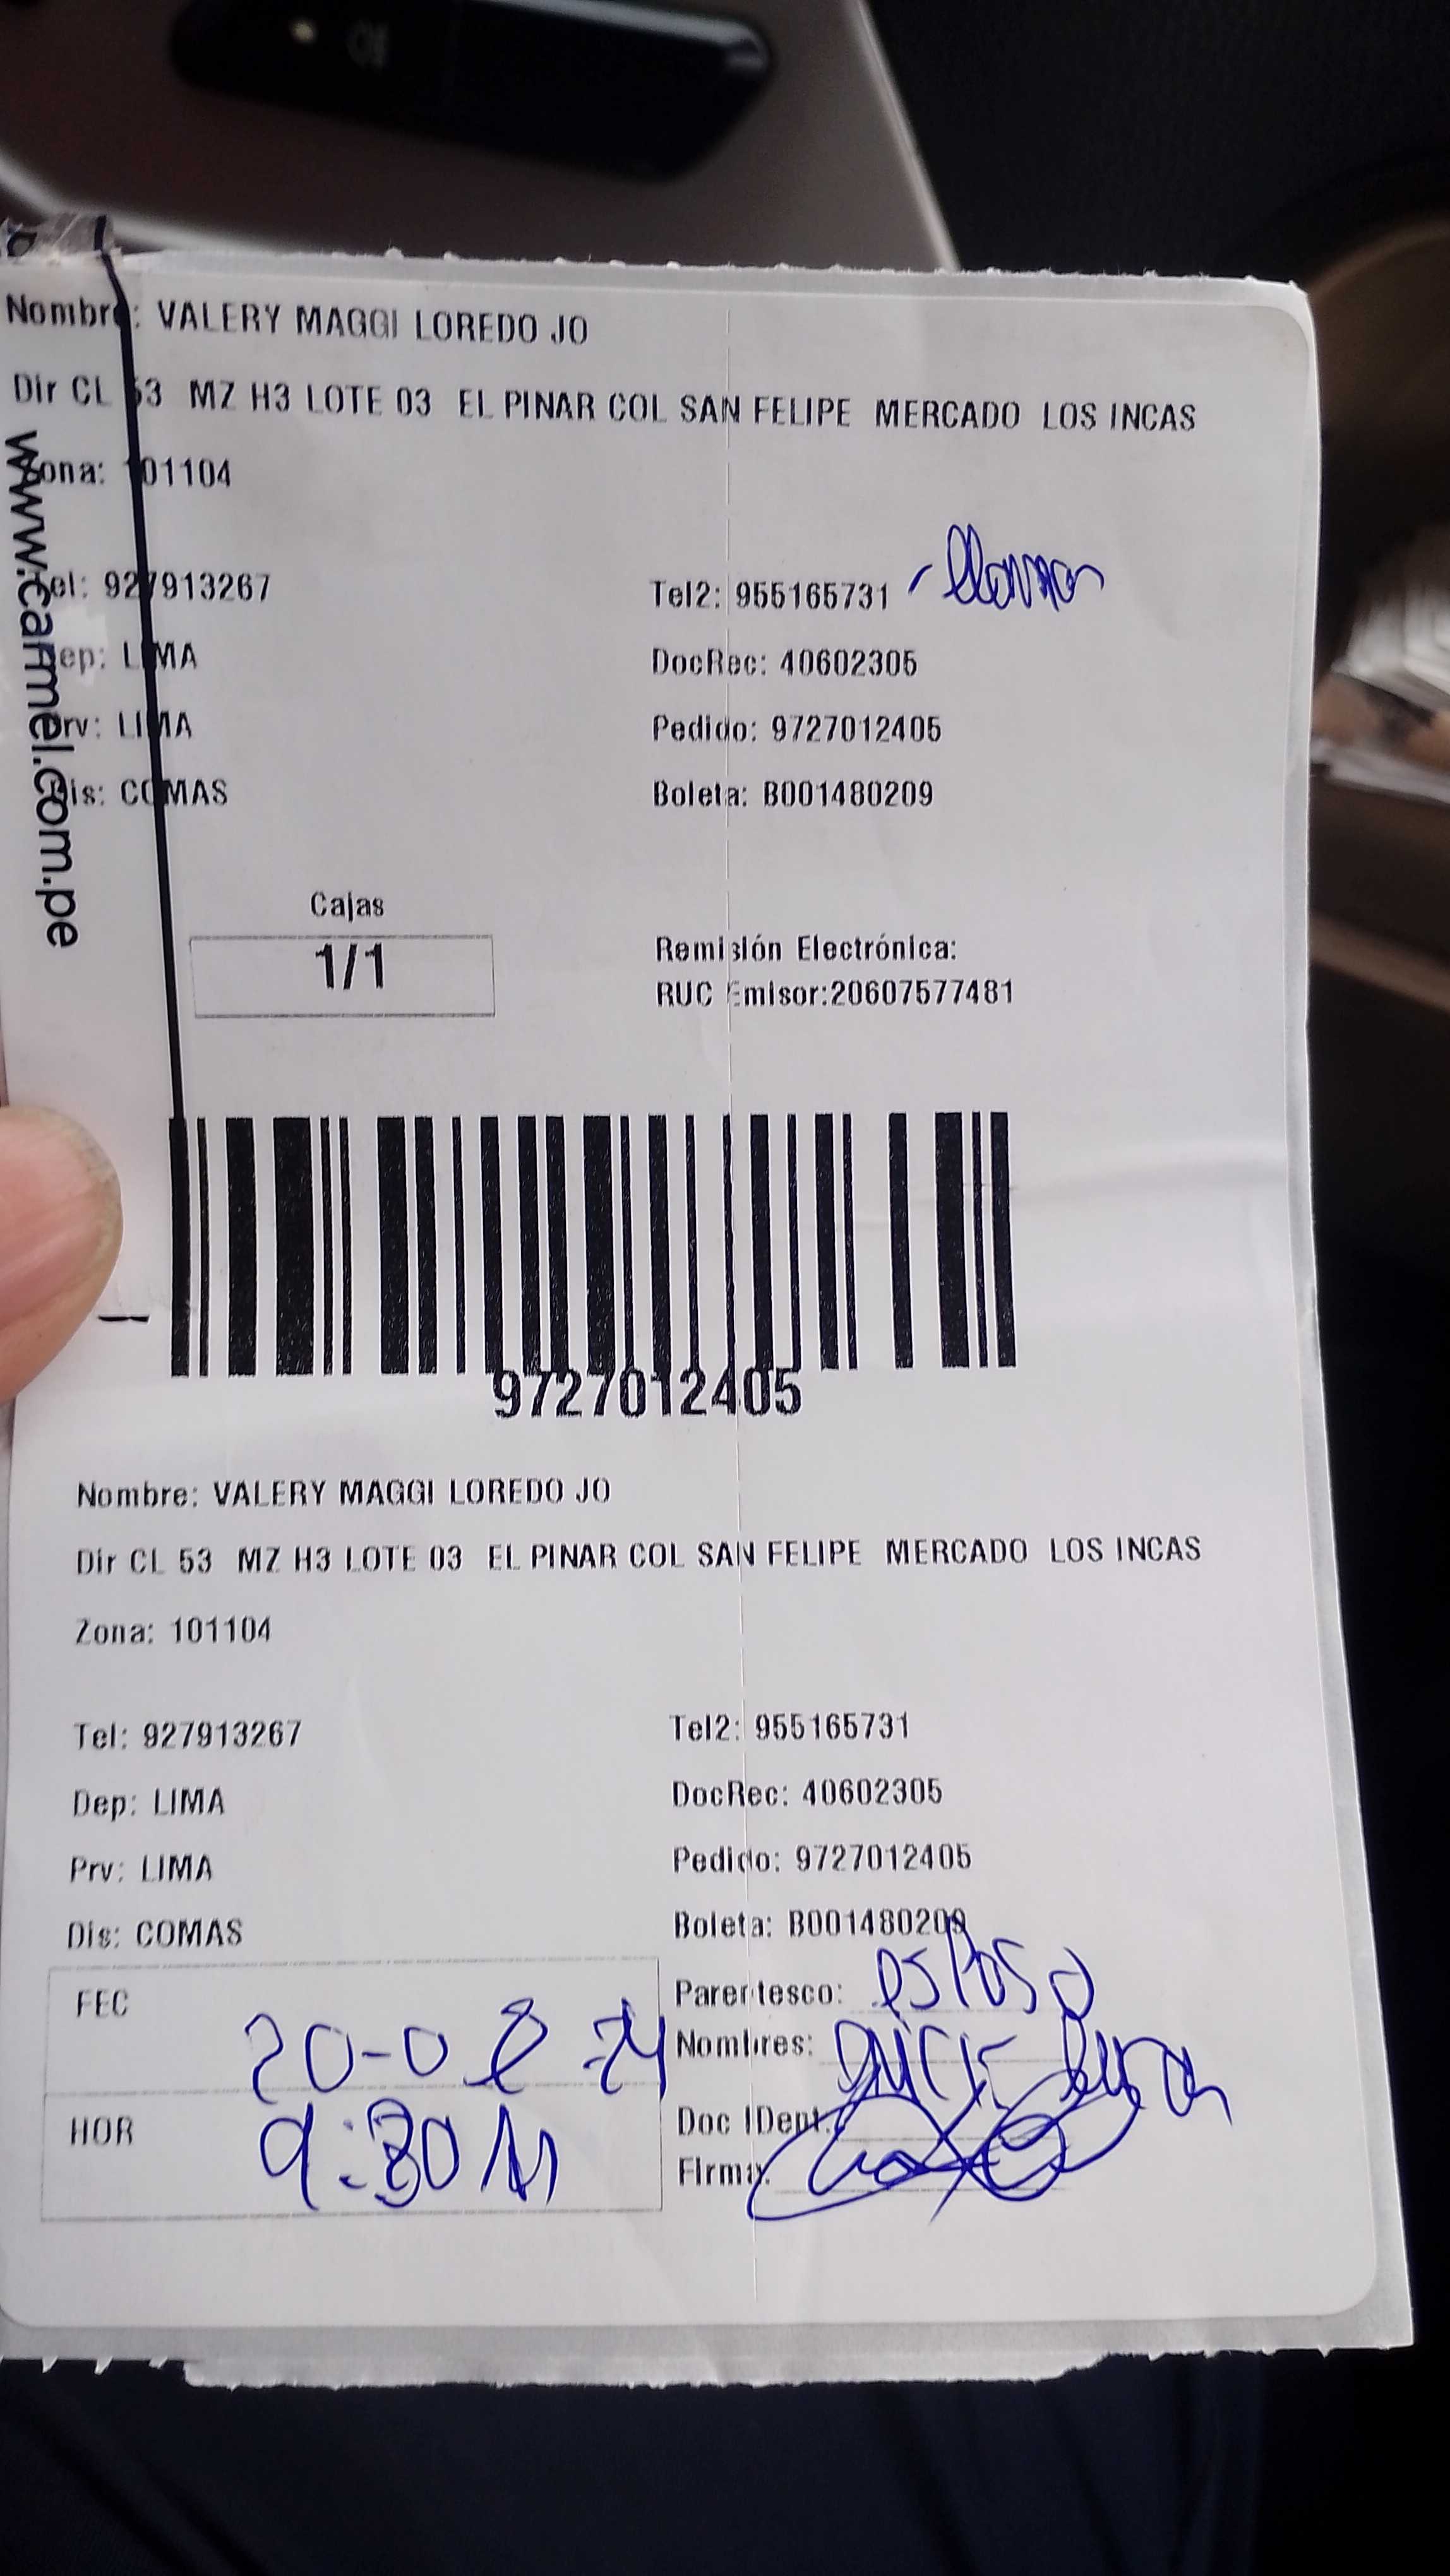 Nombre: VALERY MAGGI LOREDO JO
Dir CL 53 MZ H3 LOTE 03 EL PINAR COL SAN FELIPE MERCADO LOS INCAS
Zona: 101104
www.carmel.com.pe
Tel: 927913267 Tel2: 955165731 - llamar
Dep: LIMA DocRec: 40602305
Prv: LIMA Pedido: 9727012405
Dis: COMAS Boleta: B001480209
Cajas
1/1
Remisión Electrónica:
RUC Emisor:20607577481
9727012405
Nombre: VALERY MAGGI LOREDO JO
Dir CL 53 MZ H3 LOTE 03 EL PINAR COL SAN FELIPE MERCADO LOS INCAS
Zona: 101104
Tel: 927913267 Tel2: 955165731
Dep: LIMA DocRec: 40602305
Prv: LIMA Pedido: 9727012405
Dis: COMAS Boleta: B001480209
FEC 20-08-24
Parentesco: esposo
Nombres:
HOR 9:30
Doc IDent.:
Firma: